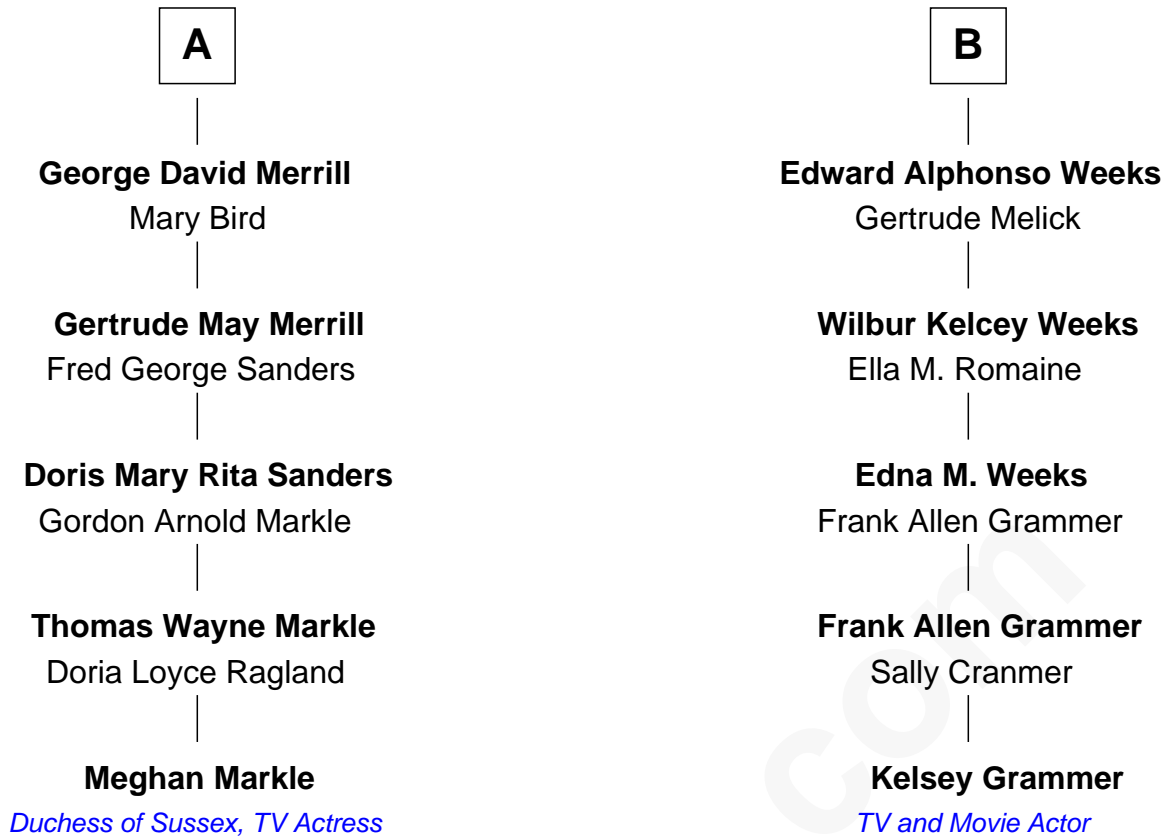 A
George David Merrill
Mary Bird
Gertrude May Merrill
Fred George Sanders
Doris Mary Rita Sanders
Gordon Arnold Markle
Thomas Wayne Markle
Doria Loyce Ragland
Meghan Markle
Duchess of Sussex, TV Actress
B
Edward Alphonso Weeks
Gertrude Melick
Wilbur Kelcey Weeks
Ella M. Romaine
Edna M. Weeks
Frank Allen Grammer
Frank Allen Grammer
Sally Cranmer
Kelsey Grammer
TV and Movie Actor
com